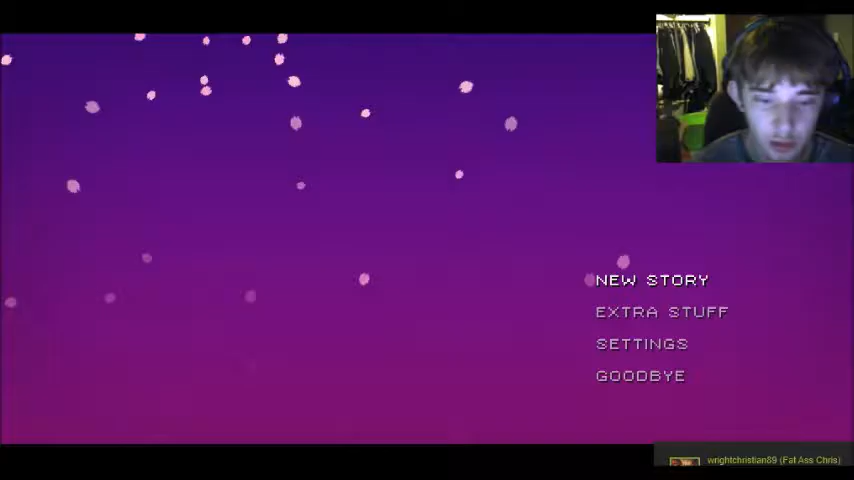 NEW STORY
EXTRA STUFF
SETTINGS
GOODBYE
wrightchristian89 (Fat Ass Chris)